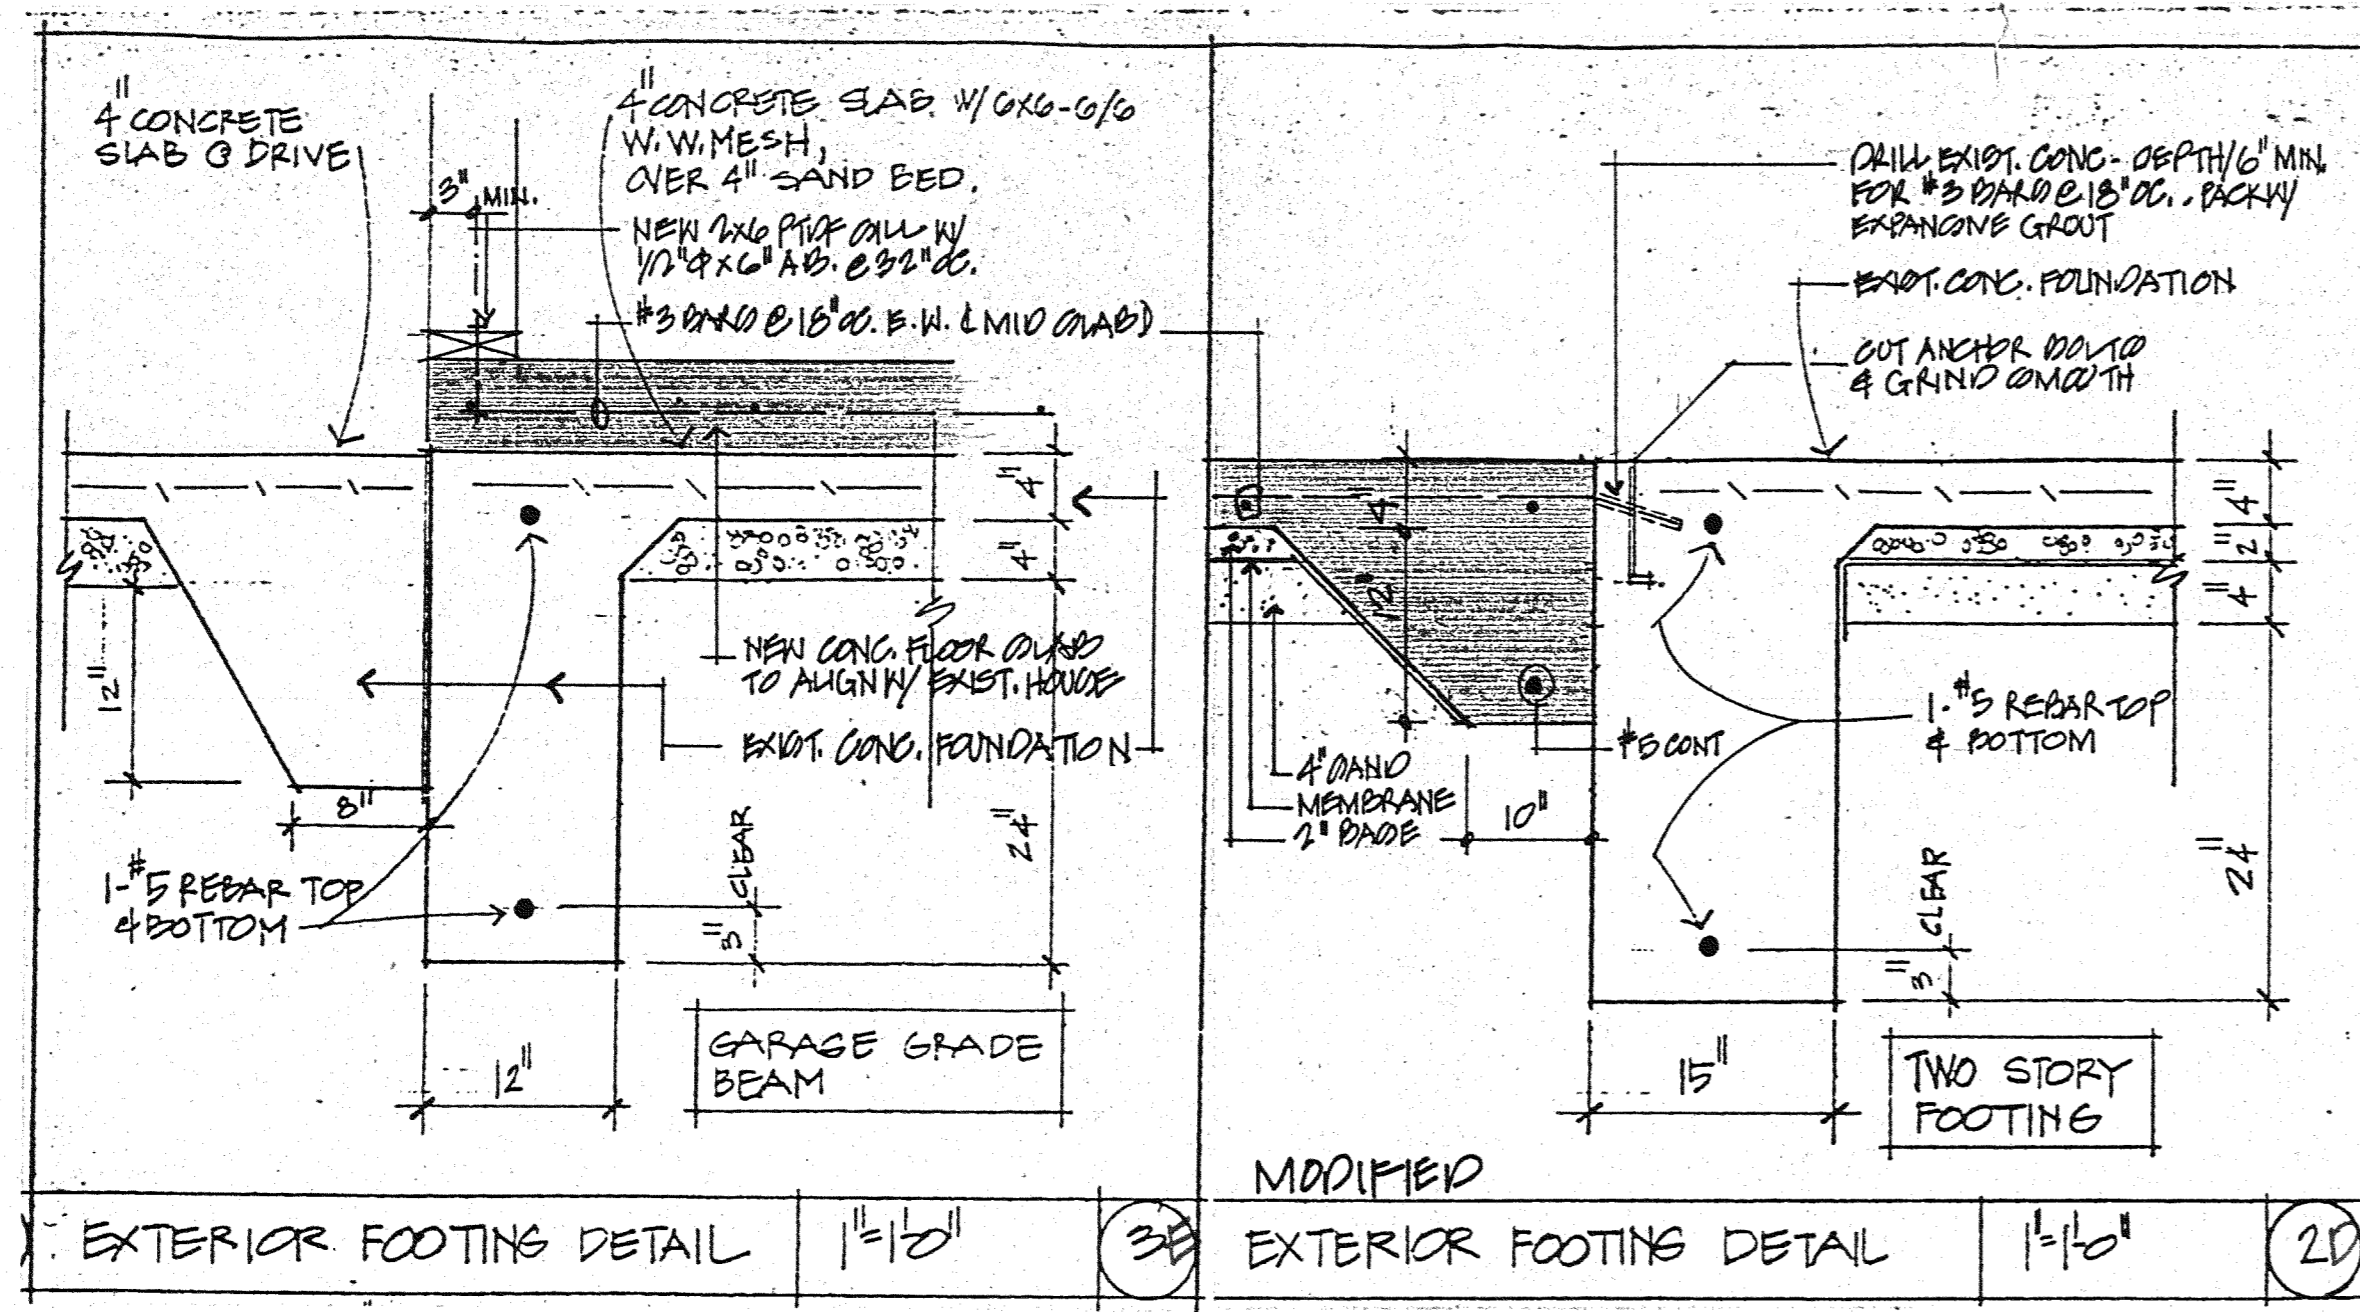 4" CONCRETE
SLAB @ DRIVE
4" CONCRETE SLAB W/ 6X6-6/6
W.W. MESH,
OVER 4" SAND BED.
3" MIN.
NEW 2X6 PTDF SILL W/
1/2"Φ X 6" A.B. @ 32" OC.
#3 BARS @ 18" OC. E.W. (MID SLAB)
4"
4"
12"
NEW CONC. FLOOR SLAB
TO ALIGN W/ EXIST. HOUSE
EXIST. CONC. FOUNDATION
8"
24"
1-#5 REBAR TOP
& BOTTOM
3" CLEAR
12"
GARAGE GRADE
BEAM
EXTERIOR FOOTING DETAIL
1"=1'-0"
3E
DRILL EXIST. CONC- DEPTH/6" MIN.
FOR #3 BARS @ 18" OC.. PACK W/
EXPANSIVE GROUT
EXIST. CONC. FOUNDATION
CUT ANCHOR BOLTS
& GRIND SMOOTH
4"
12"
4"
2"
4"
1-#5 REBAR TOP
& BOTTOM
#5 CONT
4" SAND
MEMBRANE
2" BASE
10"
24"
3" CLEAR
15"
TWO STORY
FOOTING
MODIFIED
EXTERIOR FOOTING DETAIL
1"=1'-0"
2D